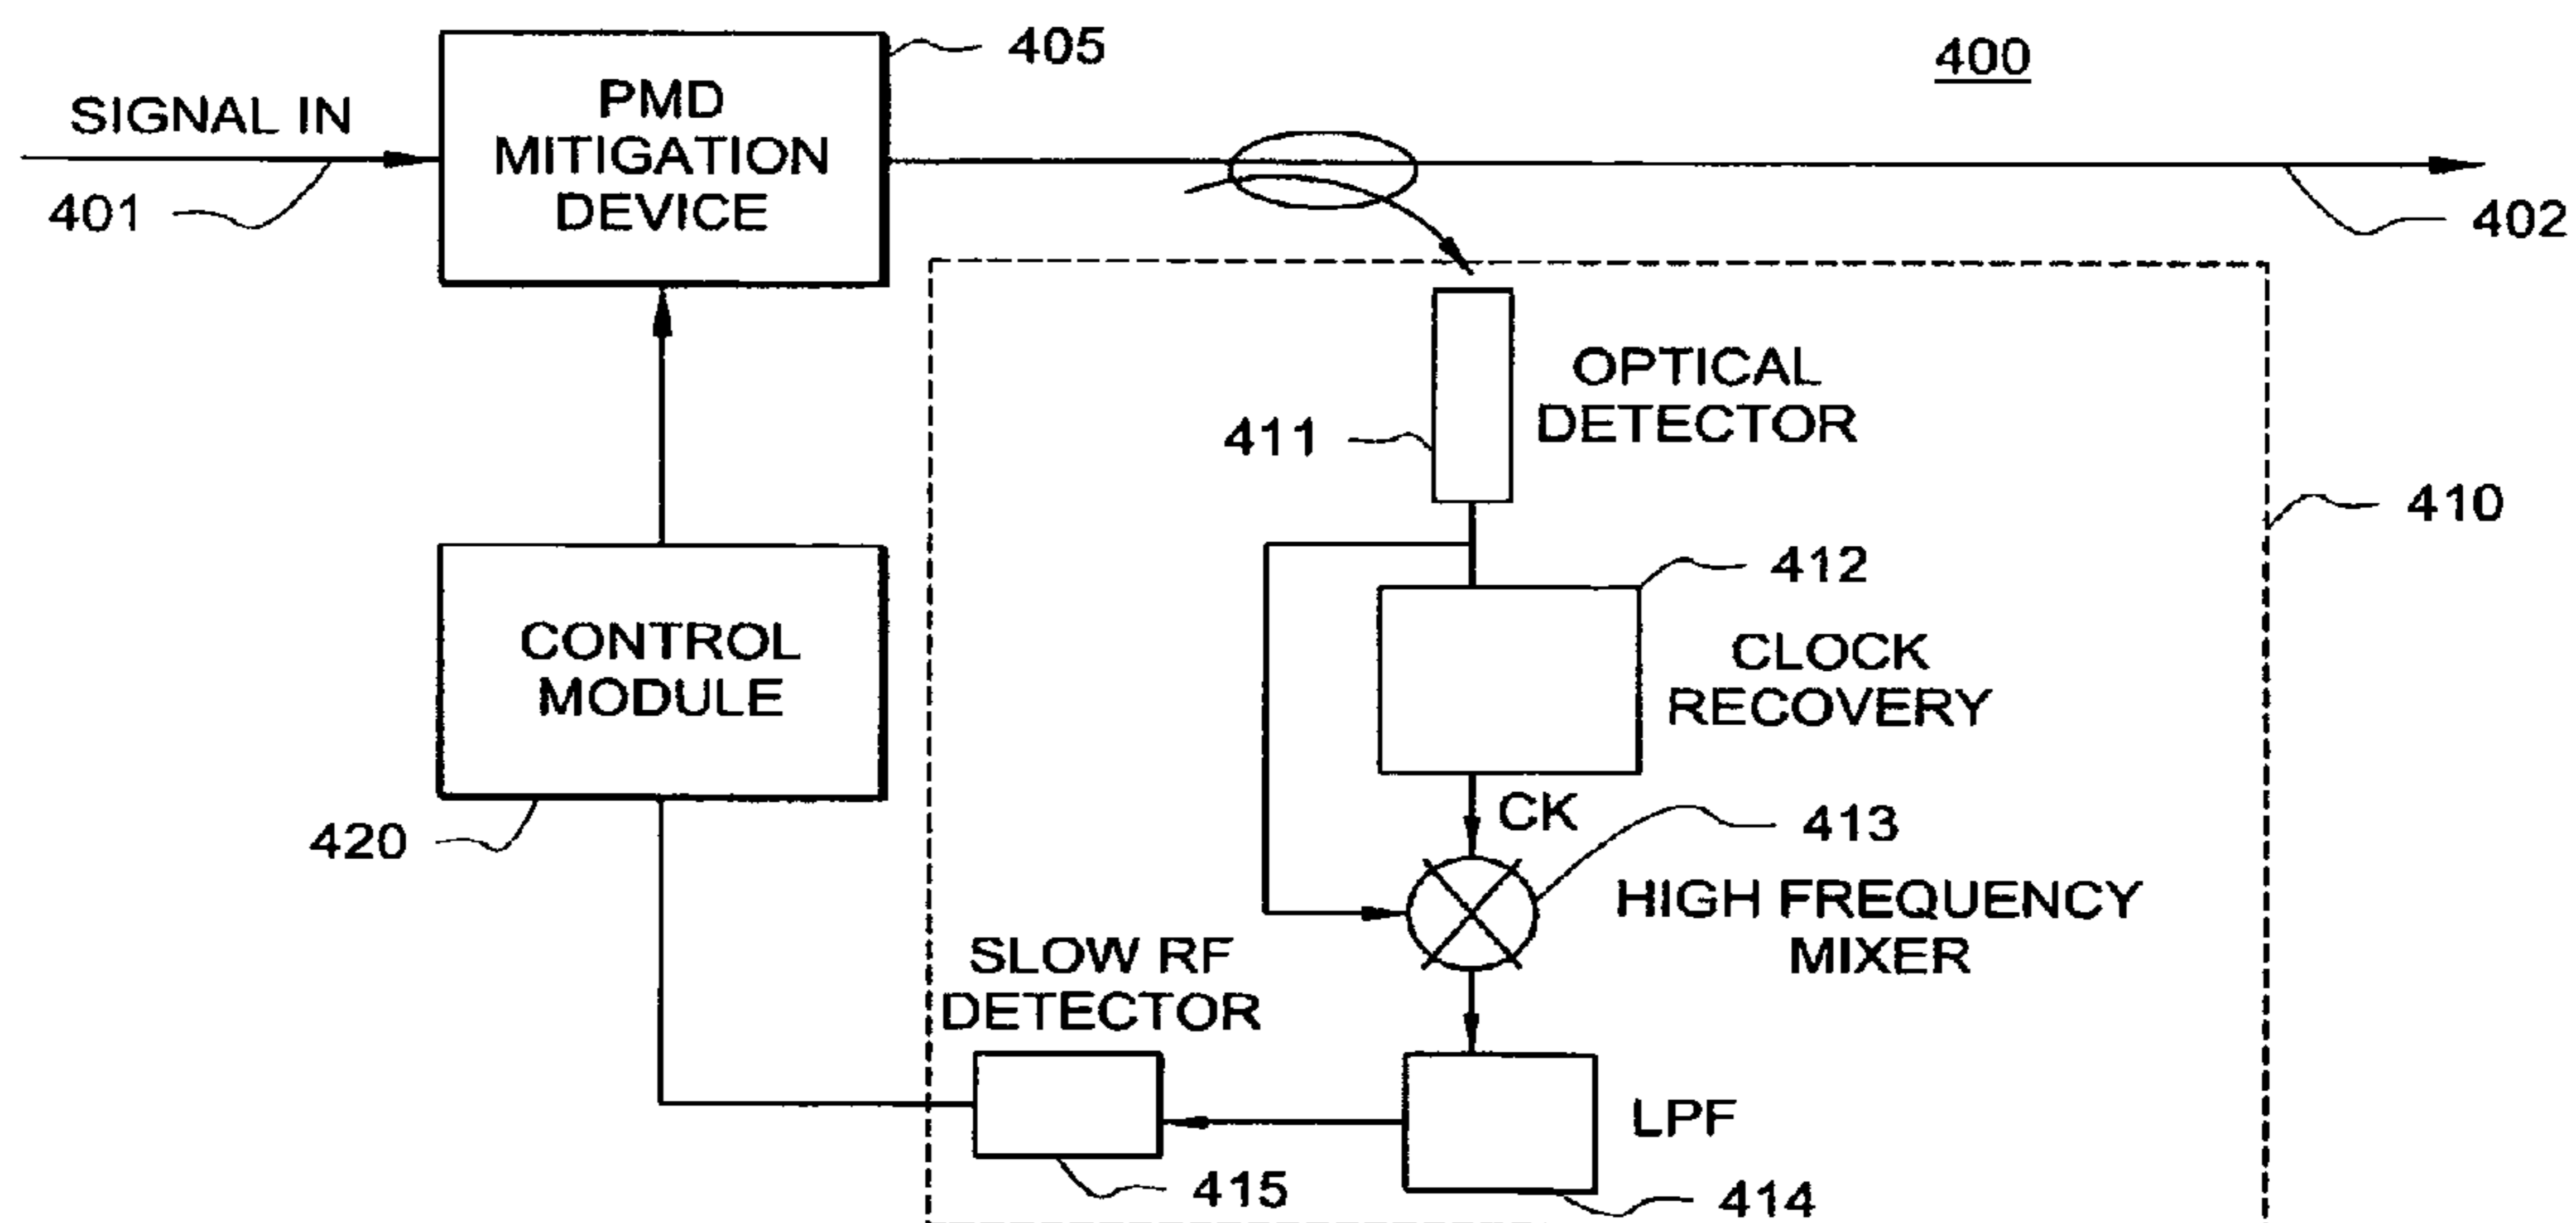 405
400
SIGNAL IN
PMD
MITIGATION
DEVICE
401
402
OPTICAL
DETECTOR
411
410
412
CONTROL
MODULE
CLOCK
RECOVERY
CK
413
420
HIGH FREQUENCY
MIXER
SLOW RF
DETECTOR
LPF
415
414